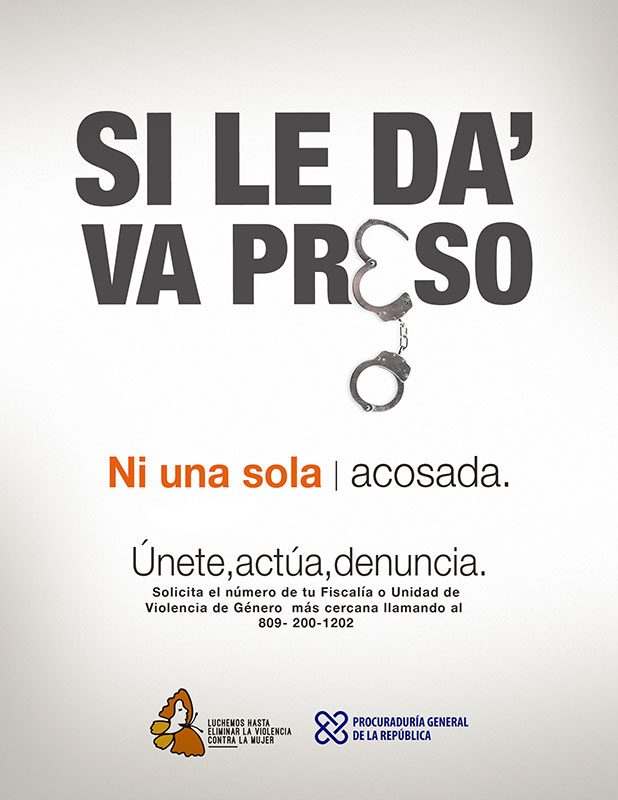 SI LE DA’
VA PRESO
Ni una sola | acosada.
Únete,actúa,denuncia.
Solicita el número de tu Fiscalía o Unidad de
Violencia de Género más cercana llamando al
809- 200-1202
LUCHEMOS HASTA
ELIMINAR LA VIOLENCIA
CONTRA LA MUJER
PROCURADURÍA GENERAL
DE LA REPÚBLICA